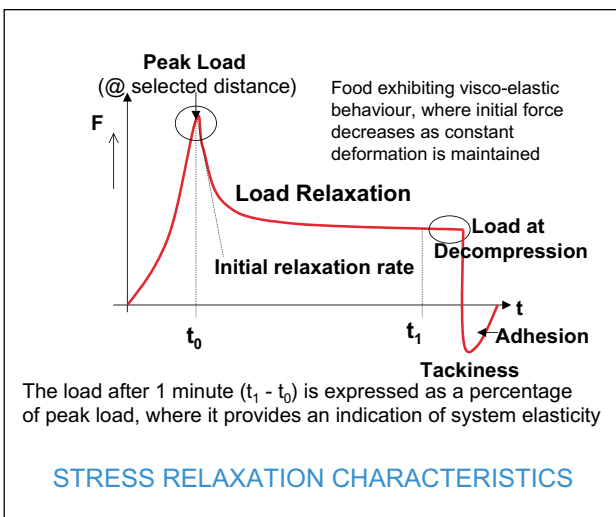 Peak Load
(@ selected distance)
Food exhibiting visco-elastic
behaviour, where initial force
decreases as constant
deformation is maintained
F
Load Relaxation
Load at
Decompression
Initial relaxation rate
t
t₀
t₁
Adhesion
Tackiness
The load after 1 minute (t₁ - t₀) is expressed as a percentage
of peak load, where it provides an indication of system elasticity
STRESS RELAXATION CHARACTERISTICS